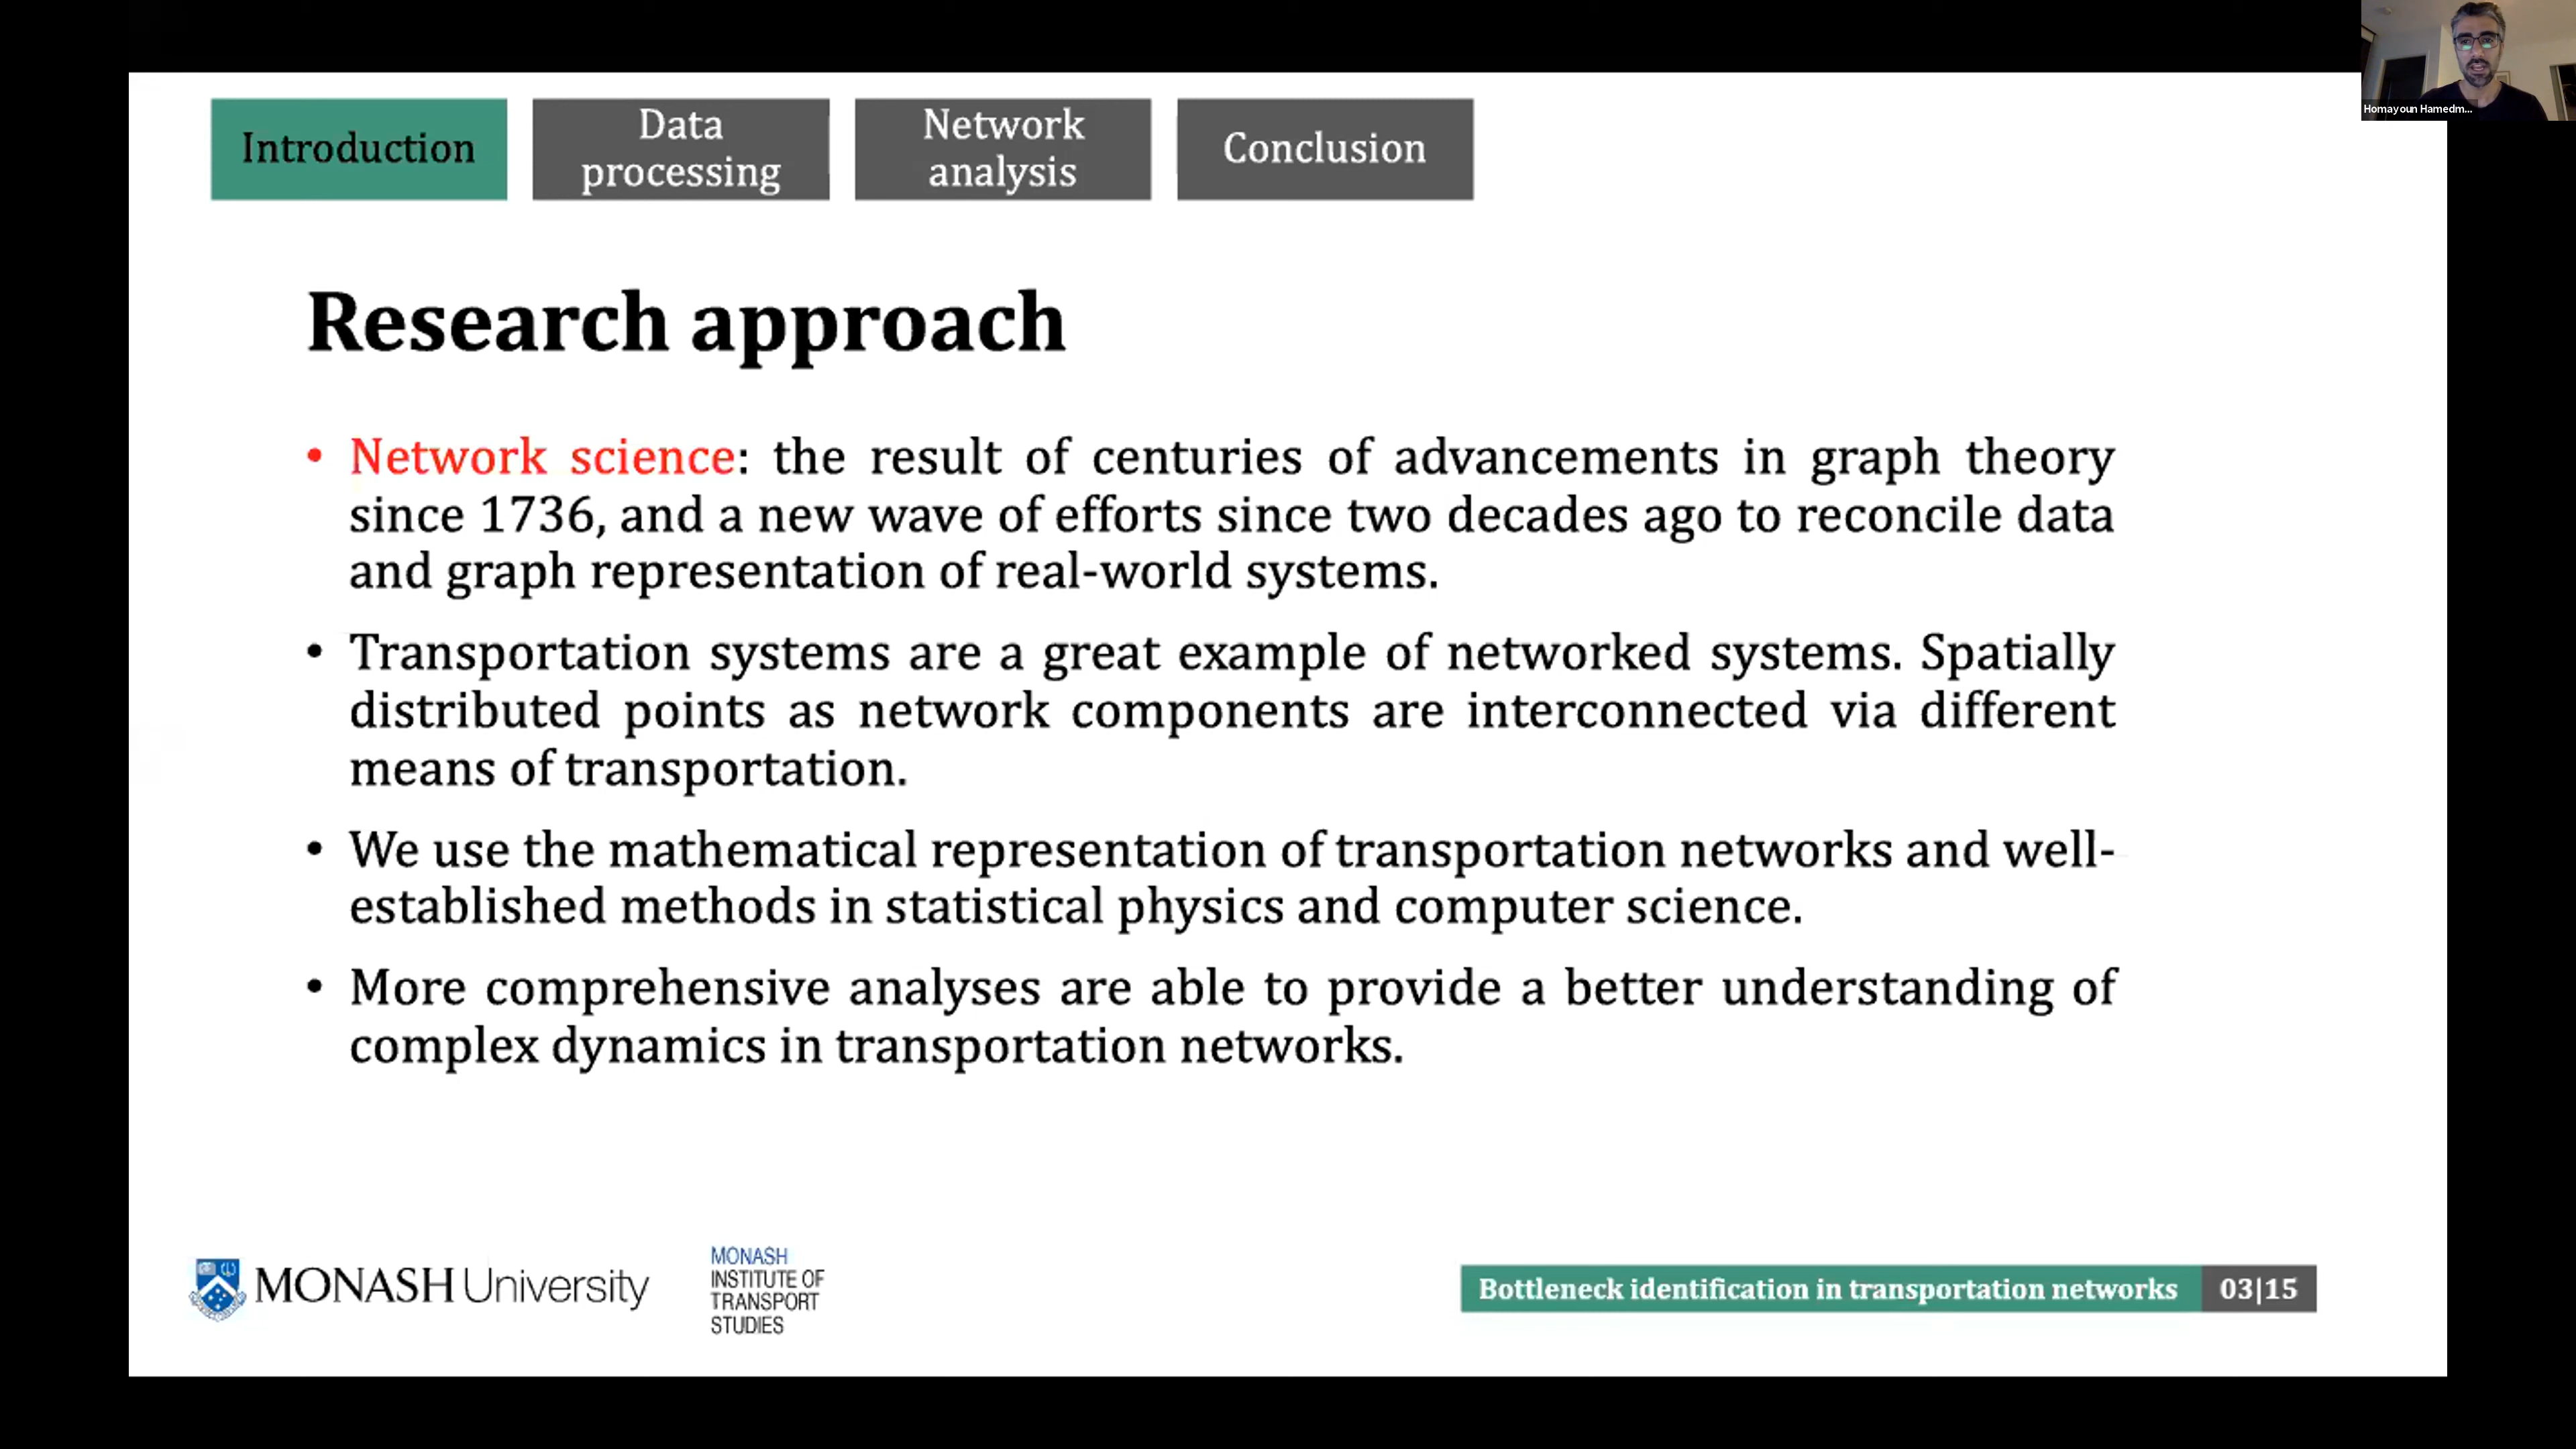 Homayoun Hamedm...
Introduction
Data
processing
Network
analysis
Conclusion
Research approach
• Network science: the result of centuries of advancements in graph theory
since 1736, and a new wave of efforts since two decades ago to reconcile data
and graph representation of real-world systems.
• Transportation systems are a great example of networked systems. Spatially
distributed points as network components are interconnected via different
means of transportation.
• We use the mathematical representation of transportation networks and well-
established methods in statistical physics and computer science.
• More comprehensive analyses are able to provide a better understanding of
complex dynamics in transportation networks.
MONASH University
MONASH
INSTITUTE OF
TRANSPORT
STUDIES
Bottleneck identification in transportation networks 03|15